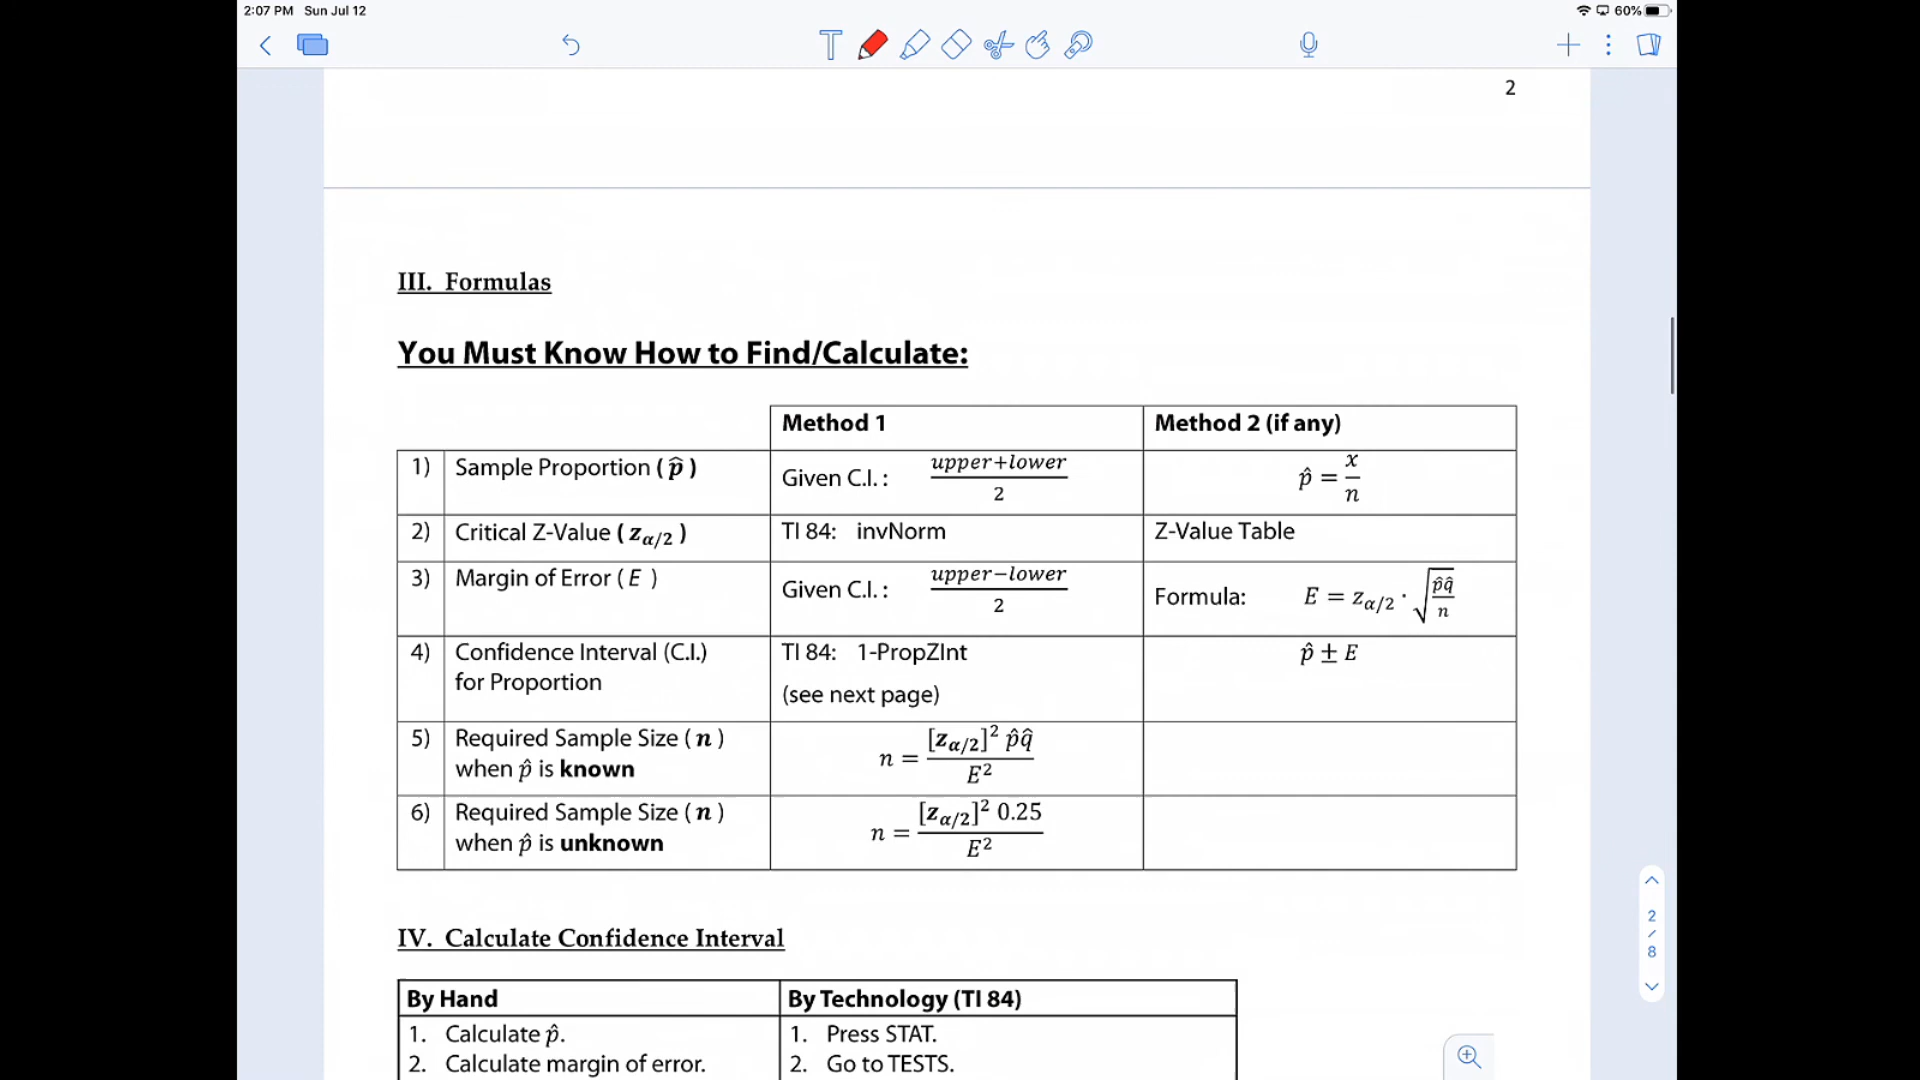 2:07 PM Sun Jul 12 60%
2
III. Formulas
You Must Know How to Find/Calculate:
Method 1 Method 2 (if any)
1) Sample Proportion ( p̂ ) Given C.I. : upper+lower / 2 p̂ = x / n
2) Critical Z-Value ( zα/2 ) TI 84: invNorm Z-Value Table
3) Margin of Error ( E ) Given C.I. : upper−lower / 2 Formula: E = zα/2 · √(p̂q̂ / n)
4) Confidence Interval (C.I.) TI 84: 1-PropZInt p̂ ± E
for Proportion (see next page)
5) Required Sample Size ( n ) n = [zα/2]² p̂q̂ / E²
when p̂ is known
6) Required Sample Size ( n ) n = [zα/2]² 0.25 / E²
when p̂ is unknown
IV. Calculate Confidence Interval
By Hand By Technology (TI 84)
1. Calculate p̂. 1. Press STAT.
2. Calculate margin of error. 2. Go to TESTS.
2
/
8